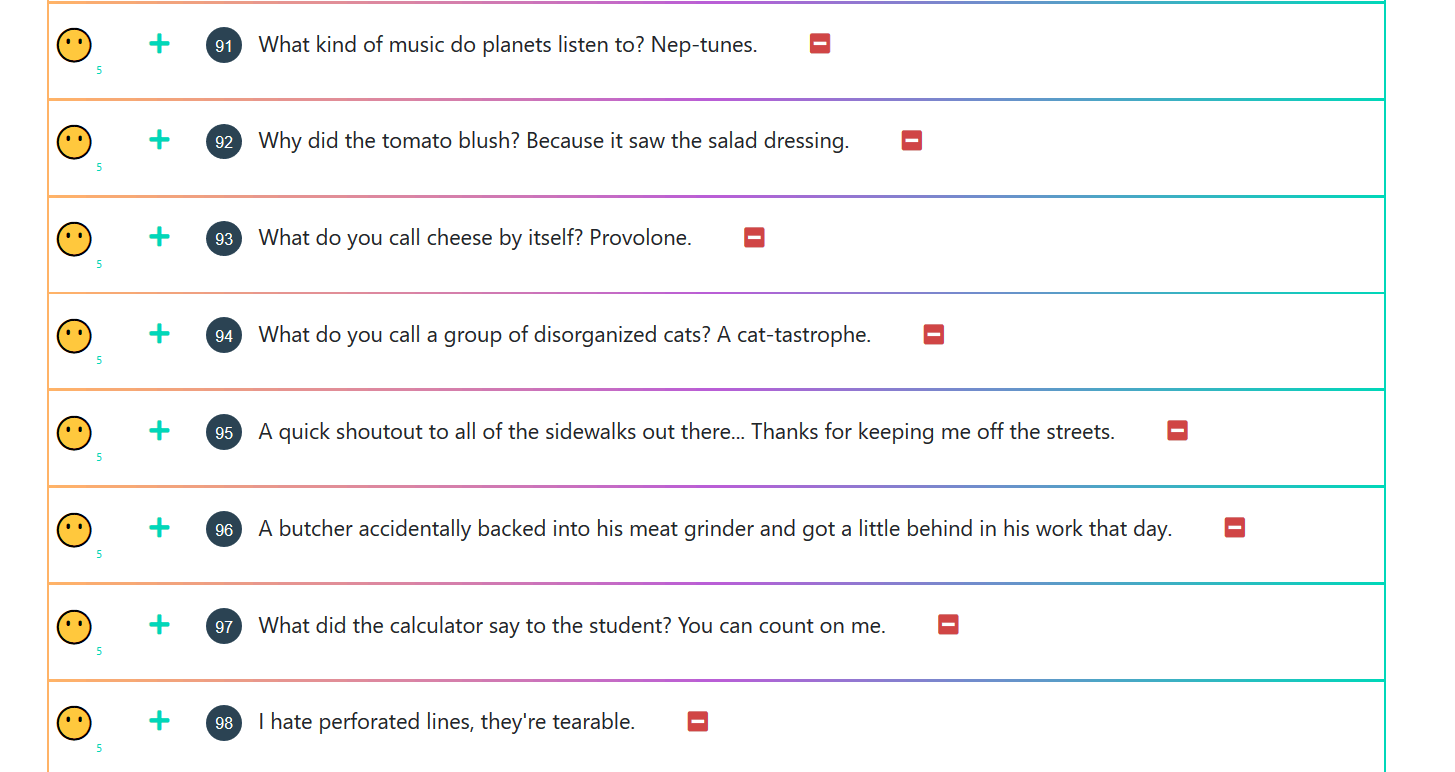 91 What kind of music do planets listen to? Nep-tunes.
5
92 Why did the tomato blush? Because it saw the salad dressing.
5
93 What do you call cheese by itself? Provolone.
5
94 What do you call a group of disorganized cats? A cat-tastrophe.
5
95 A quick shoutout to all of the sidewalks out there... Thanks for keeping me off the streets.
5
96 A butcher accidentally backed into his meat grinder and got a little behind in his work that day.
5
97 What did the calculator say to the student? You can count on me.
5
98 I hate perforated lines, they're tearable.
5